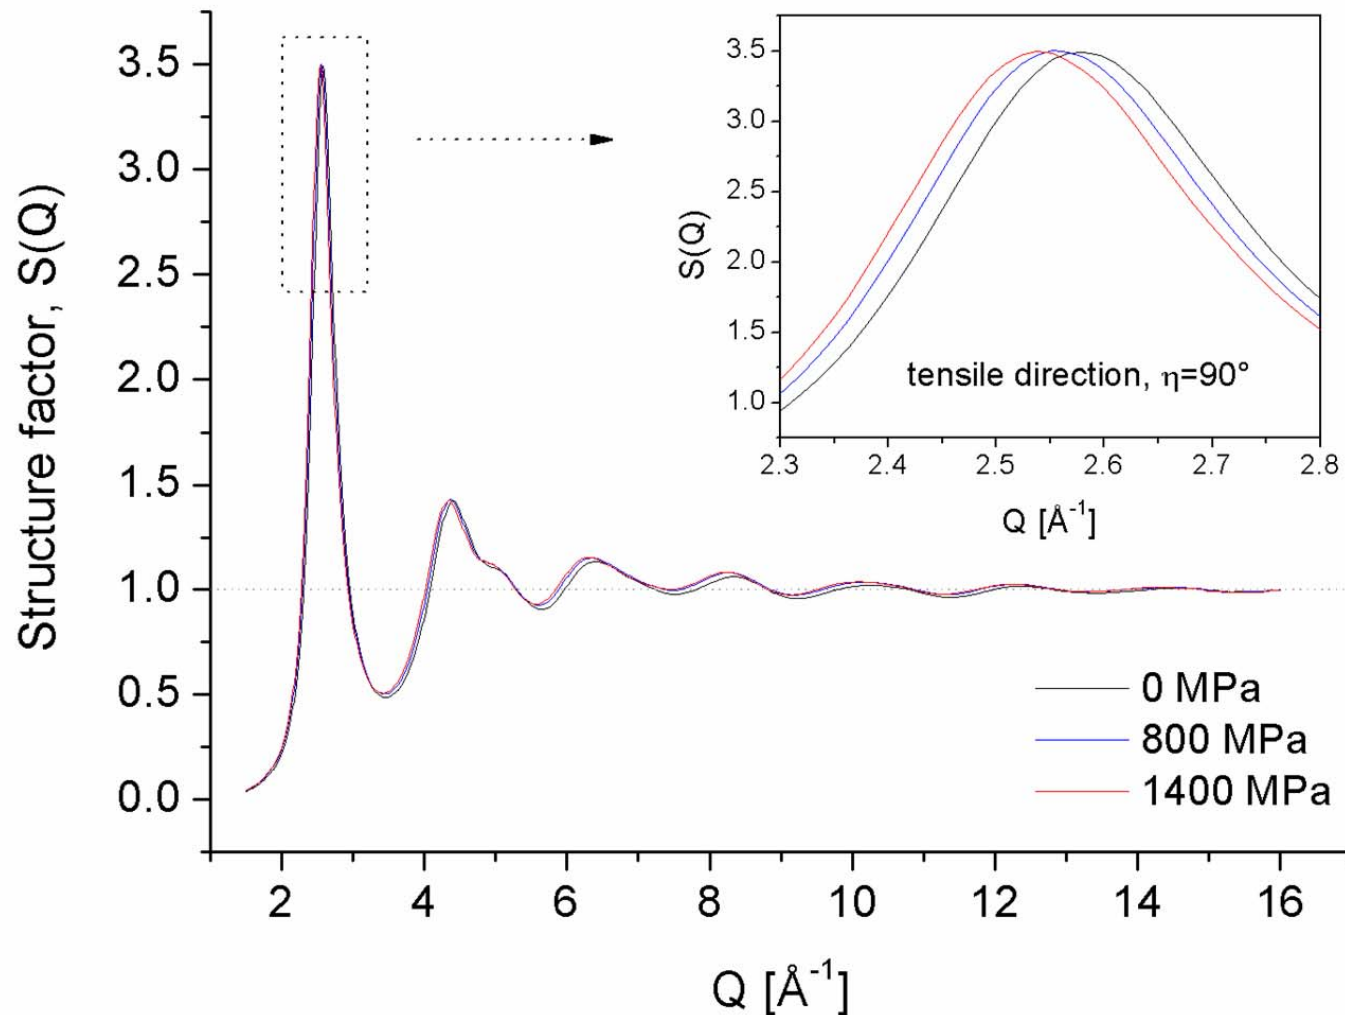 Structure factor, S(Q)
3.5
3.0
2.5
2.0
1.5
1.0
0.5
0.0
2 4 6 8 10 12 14 16
Q [Å⁻¹]
S(Q)
3.5
3.0
2.5
2.0
1.5
1.0
tensile direction, η=90°
2.3 2.4 2.5 2.6 2.7 2.8
Q [Å⁻¹]
0 MPa
800 MPa
1400 MPa